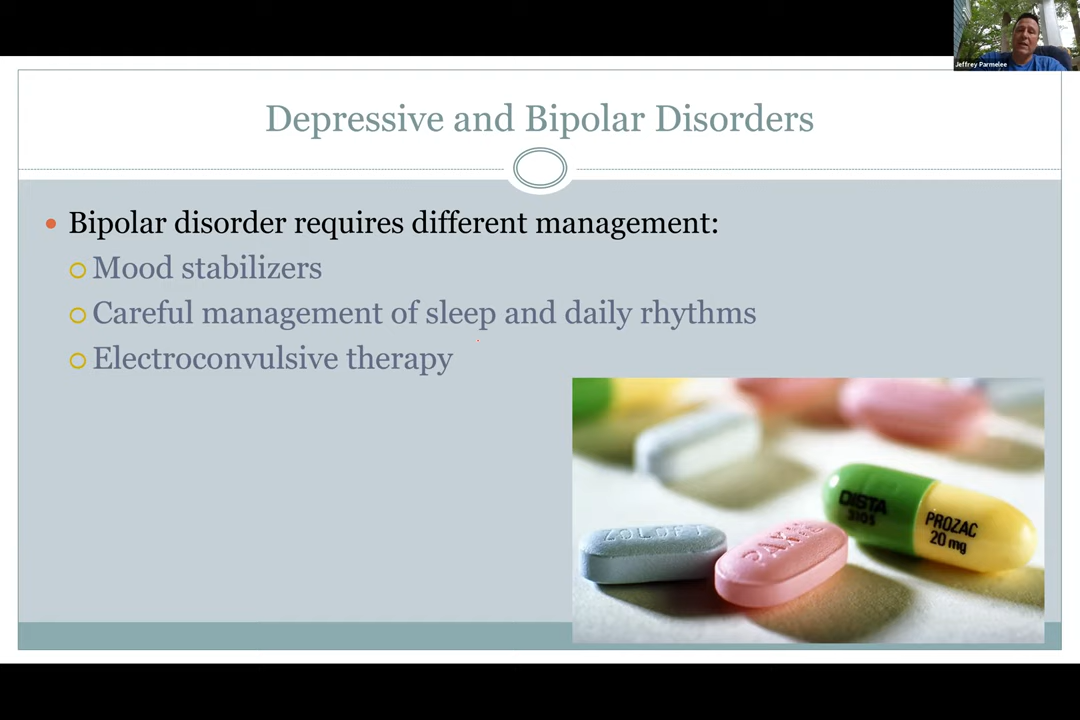 Jeffrey Parmelee
Depressive and Bipolar Disorders
Bipolar disorder requires different management:
Mood stabilizers
Careful management of sleep and daily rhythms
Electroconvulsive therapy
DISTA
3105
PROZAC
20 mg
ZOLOFT